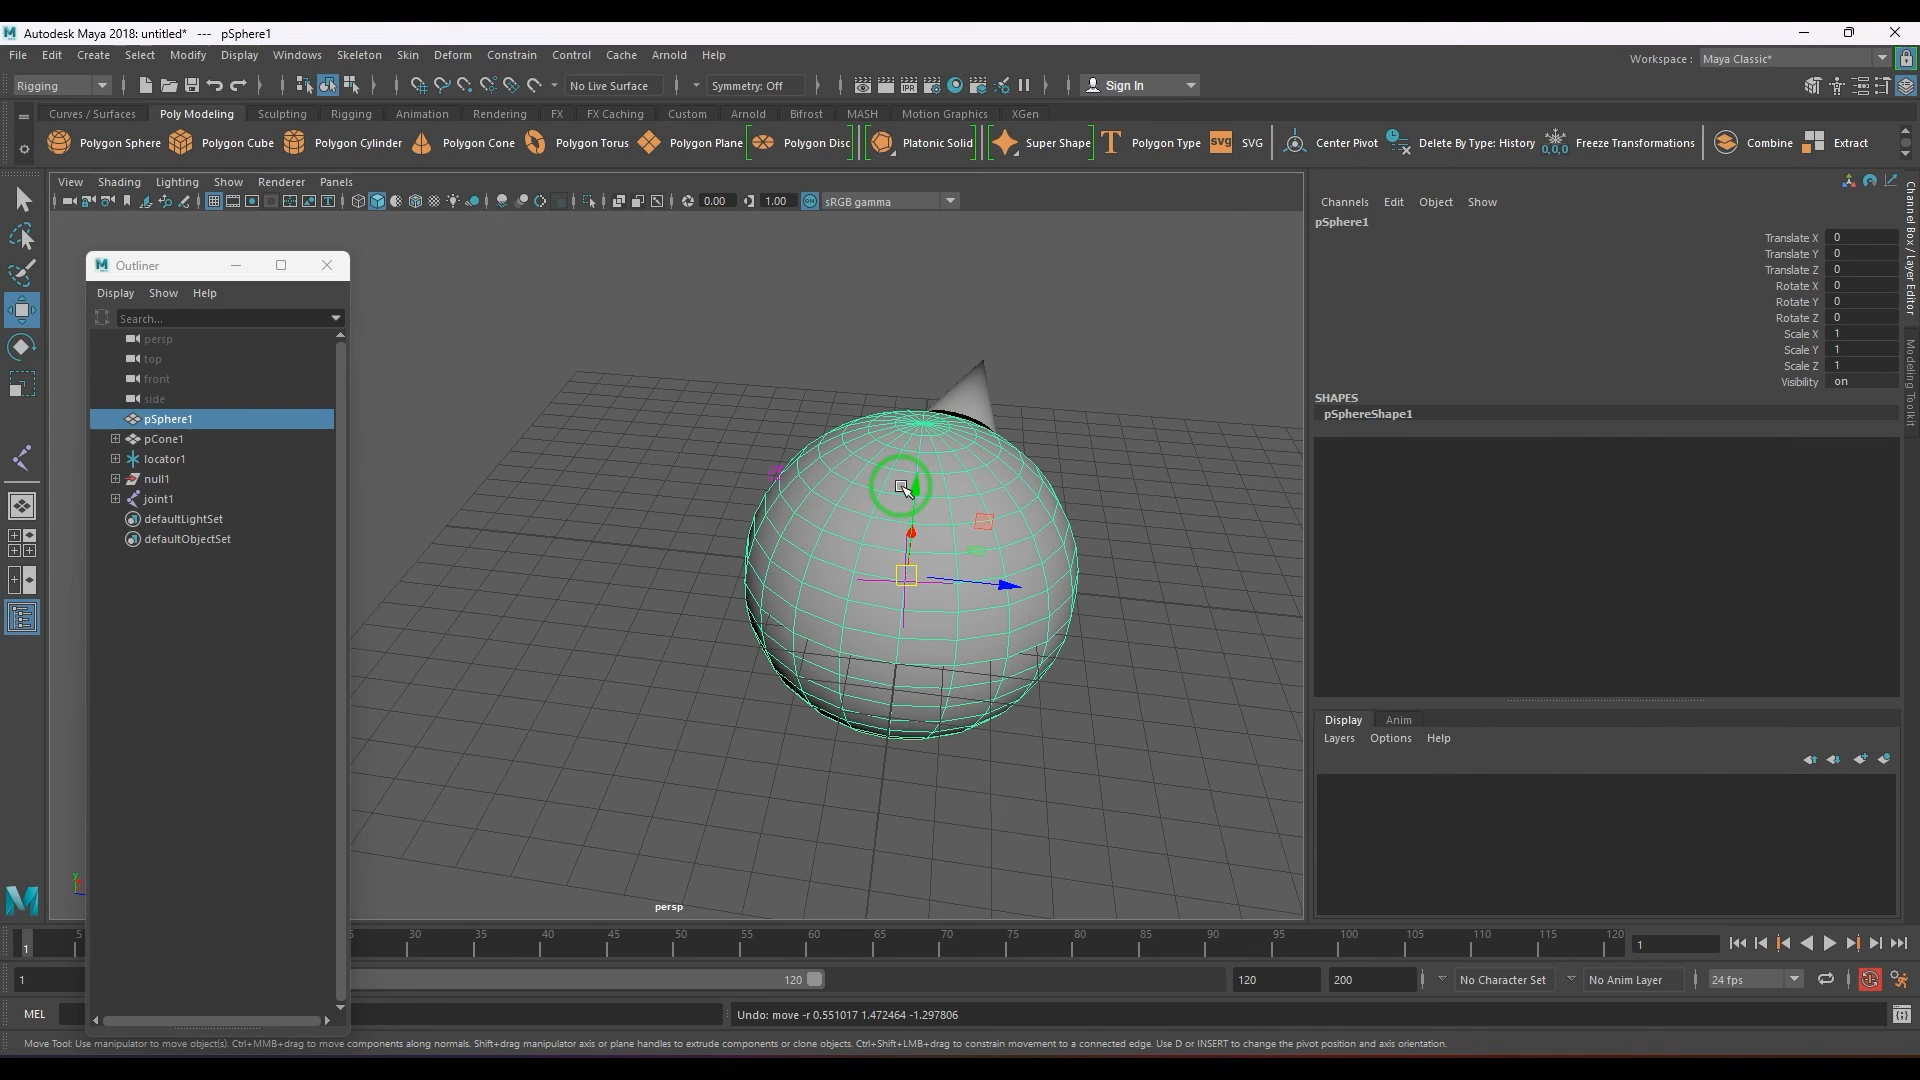 Autodesk Maya 2018: untitled*   ---   pSphere1
File Edit Create Select Modify Display Windows Skeleton Skin Deform Constrain Control Cache Arnold Help
Workspace : Maya Classic*
Rigging No Live Surface Symmetry: Off Sign In
Curves / Surfaces Poly Modeling Sculpting Rigging Animation Rendering FX FX Caching Custom Arnold Bifrost MASH Motion Graphics XGen
Polygon Sphere Polygon Cube Polygon Cylinder Polygon Cone Polygon Torus Polygon Plane Polygon Disc Platonic Solid Super Shape Polygon Type SVG SVG Center Pivot Delete By Type: History 0,0,0 Freeze Transformations Combine Extract
View Shading Lighting Show Renderer Panels
0.00 1.00 ON sRGB gamma
Outliner
Display Show Help
Search...
persp
top
front
side
pSphere1
pCone1
locator1
null1
joint1
defaultLightSet
defaultObjectSet
y
persp
Channels Edit Object Show
pSphere1
Translate X 0
Translate Y 0
Translate Z 0
Rotate X 0
Rotate Y 0
Rotate Z 0
Scale X 1
Scale Y 1
Scale Z 1
Visibility on
SHAPES
pSphereShape1
Channel Box / Layer Editor
Modeling Toolkit
Display Anim
Layers Options Help
1 5 30 35 40 45 50 55 60 65 70 75 80 85 90 95 100 105 110 115 120 1
1 120 120 200 No Character Set No Anim Layer 24 fps
MEL Undo: move -r 0.551017 1.472464 -1.297806
Move Tool: Use manipulator to move object(s). Ctrl+MMB+drag to move components along normals. Shift+drag manipulator axis or plane handles to extrude components or clone objects. Ctrl+Shift+LMB+drag to constrain movement to a connected edge. Use D or INSERT to change the pivot position and axis orientation.